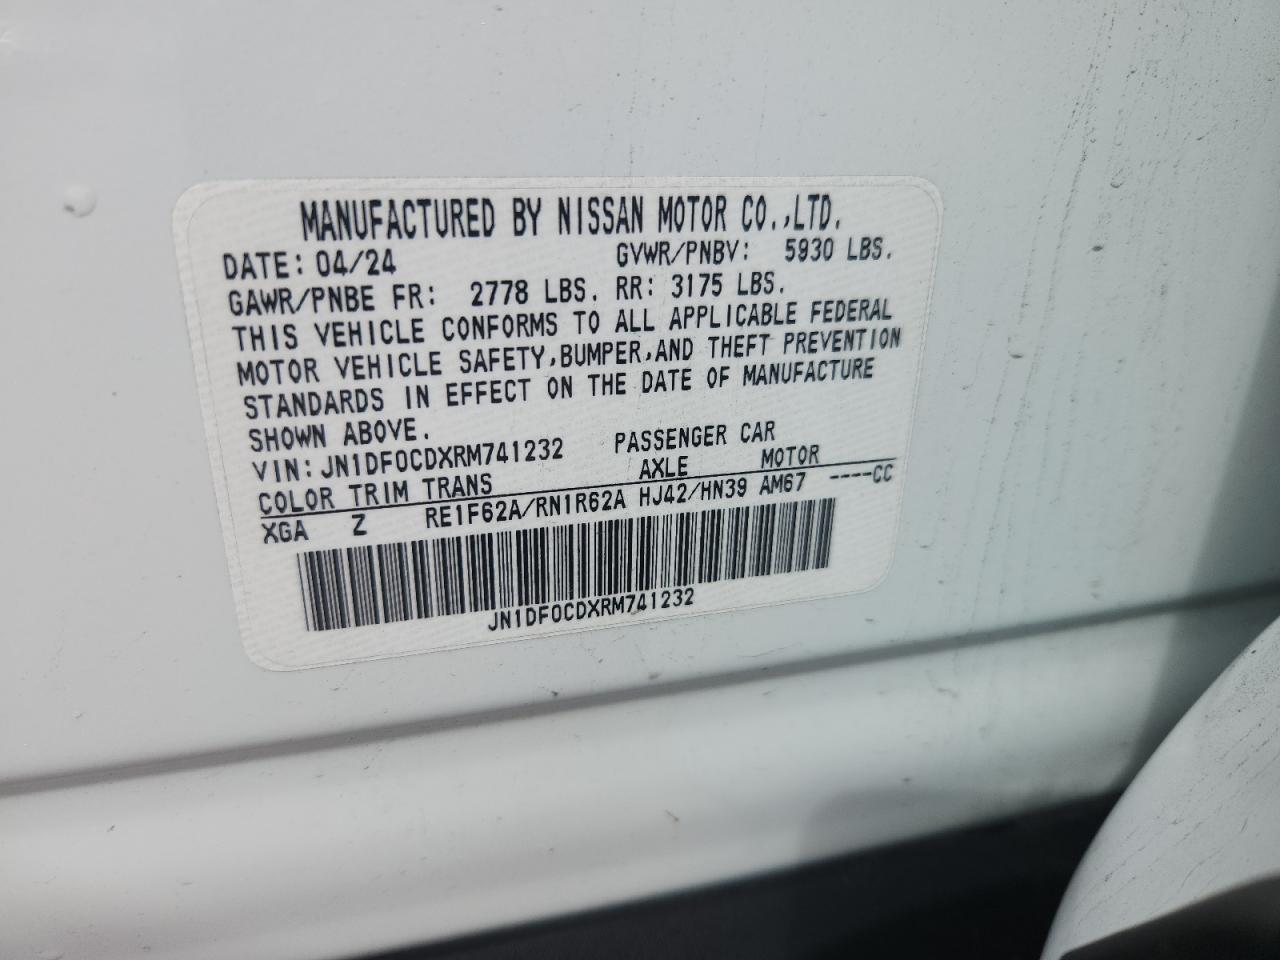 MANUFACTURED BY NISSAN MOTOR CO.,LTD.
DATE: 04/24 GVWR/PNBV: 5930 LBS.
GAWR/PNBE FR: 2778 LBS. RR: 3175 LBS.
THIS VEHICLE CONFORMS TO ALL APPLICABLE FEDERAL
MOTOR VEHICLE SAFETY,BUMPER,AND THEFT PREVENTION
STANDARDS IN EFFECT ON THE DATE OF MANUFACTURE
SHOWN ABOVE.
VIN: JN1DF0CDXRM741232 PASSENGER CAR
COLOR TRIM TRANS AXLE MOTOR
XGA Z RE1F62A/RN1R62A HJ42/HN39 AM67 ----CC
JN1DF0CDXRM741232